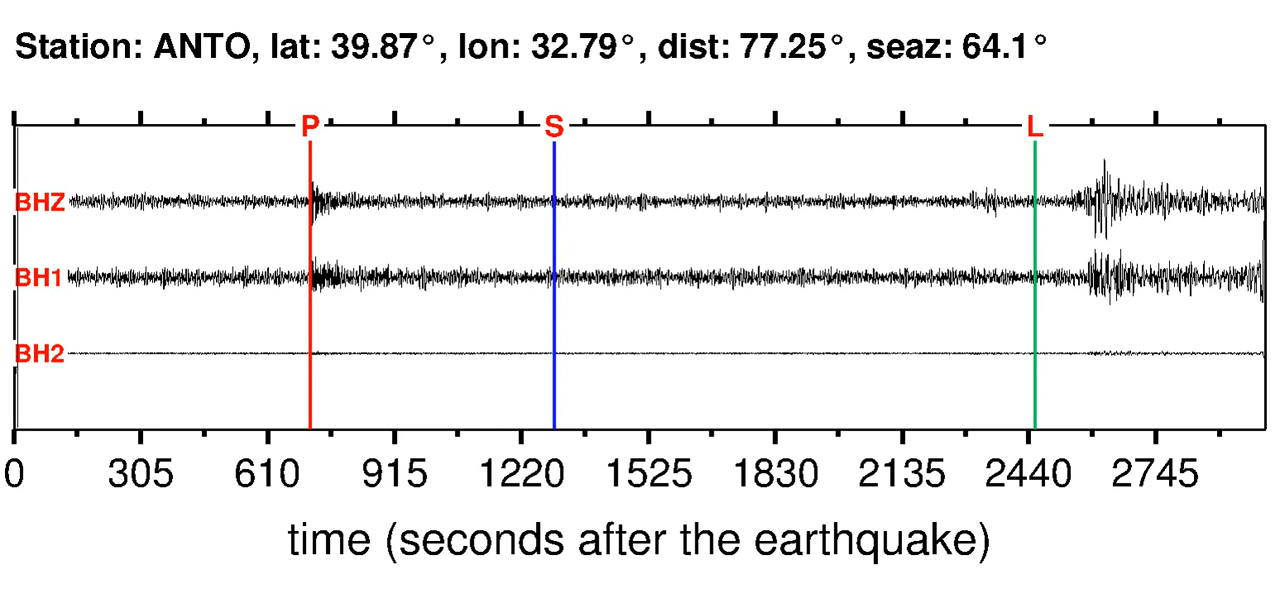 Station: ANTO, lat: 39.87°, lon: 32.79°, dist: 77.25°, seaz: 64.1°
P S L
BHZ
BH1
BH2
0 305 610 915 1220 1525 1830 2135 2440 2745
time (seconds after the earthquake)